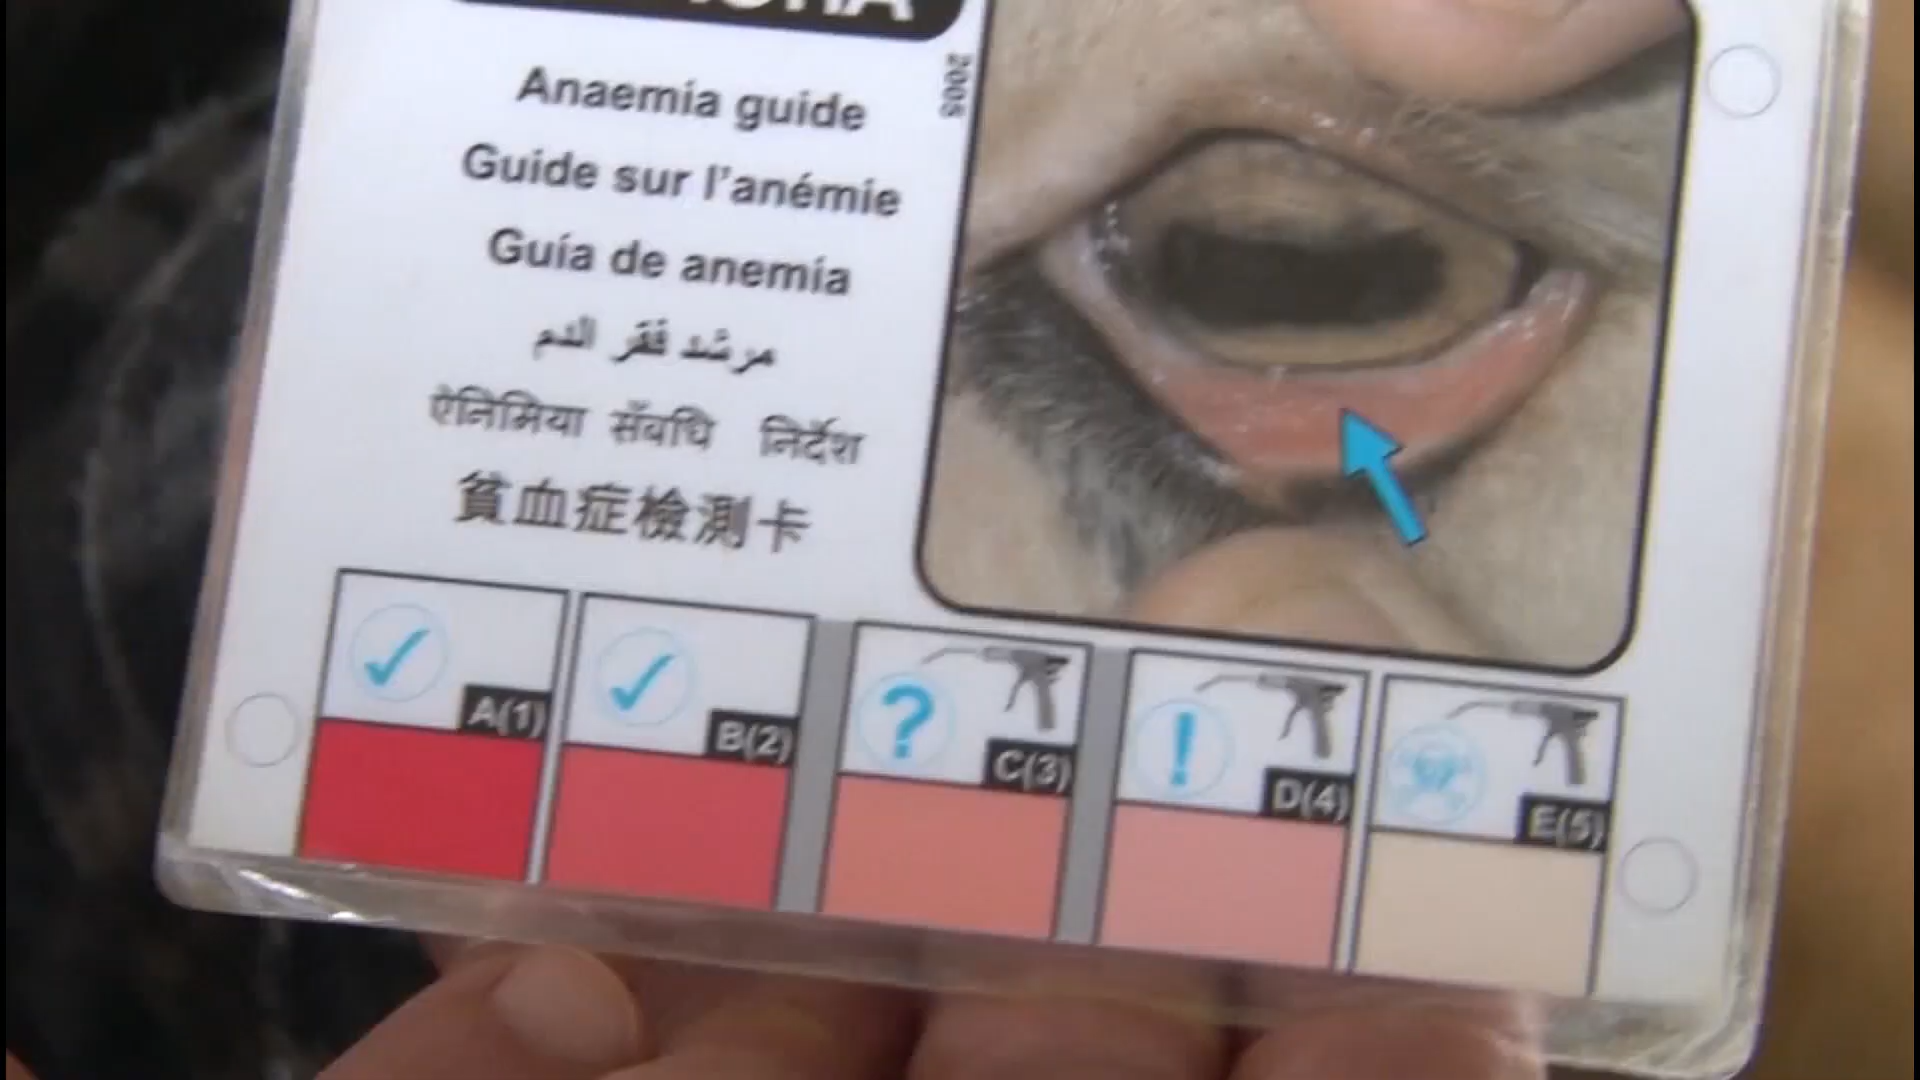 Anaemia guide
Guide sur l'anémie
Guía de anemia
مرشد فقر الدم
ऐनिमिया सँबधि निर्देश
貧血症檢測卡
2005
A(1)
B(2)
?
C(3)
!
D(4)
E(5)